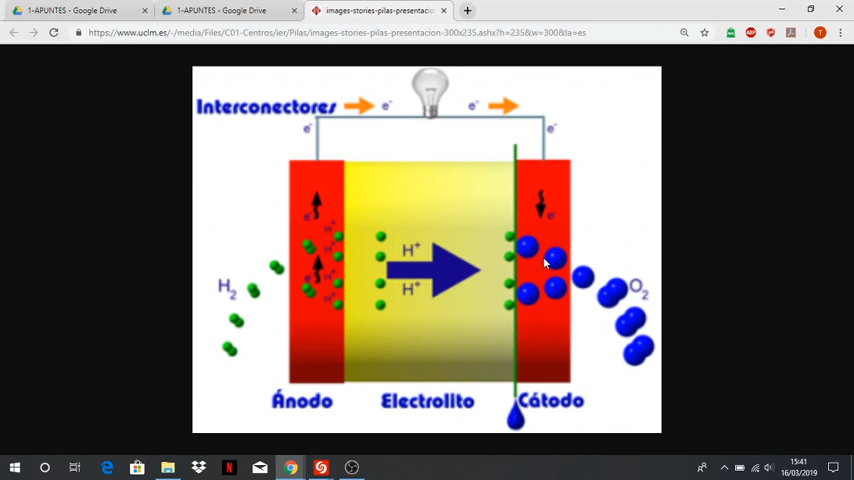 1-APUNTES - Google Drive
1-APUNTES - Google Drive
images-stories-pilas-presentacion-
https://www.uclm.es/-/media/Files/C01-Centros/ier/Pilas/images-stories-pilas-presentacion-300x235.ashx?h=235&w=300&la=es
T
Interconectores
e-
e-
e-
e-
e-
H+
H+
H+
e-
H+
H+
H+
H2
O2
Ánodo
Electrolito
Cátodo
15:41
16/03/2019